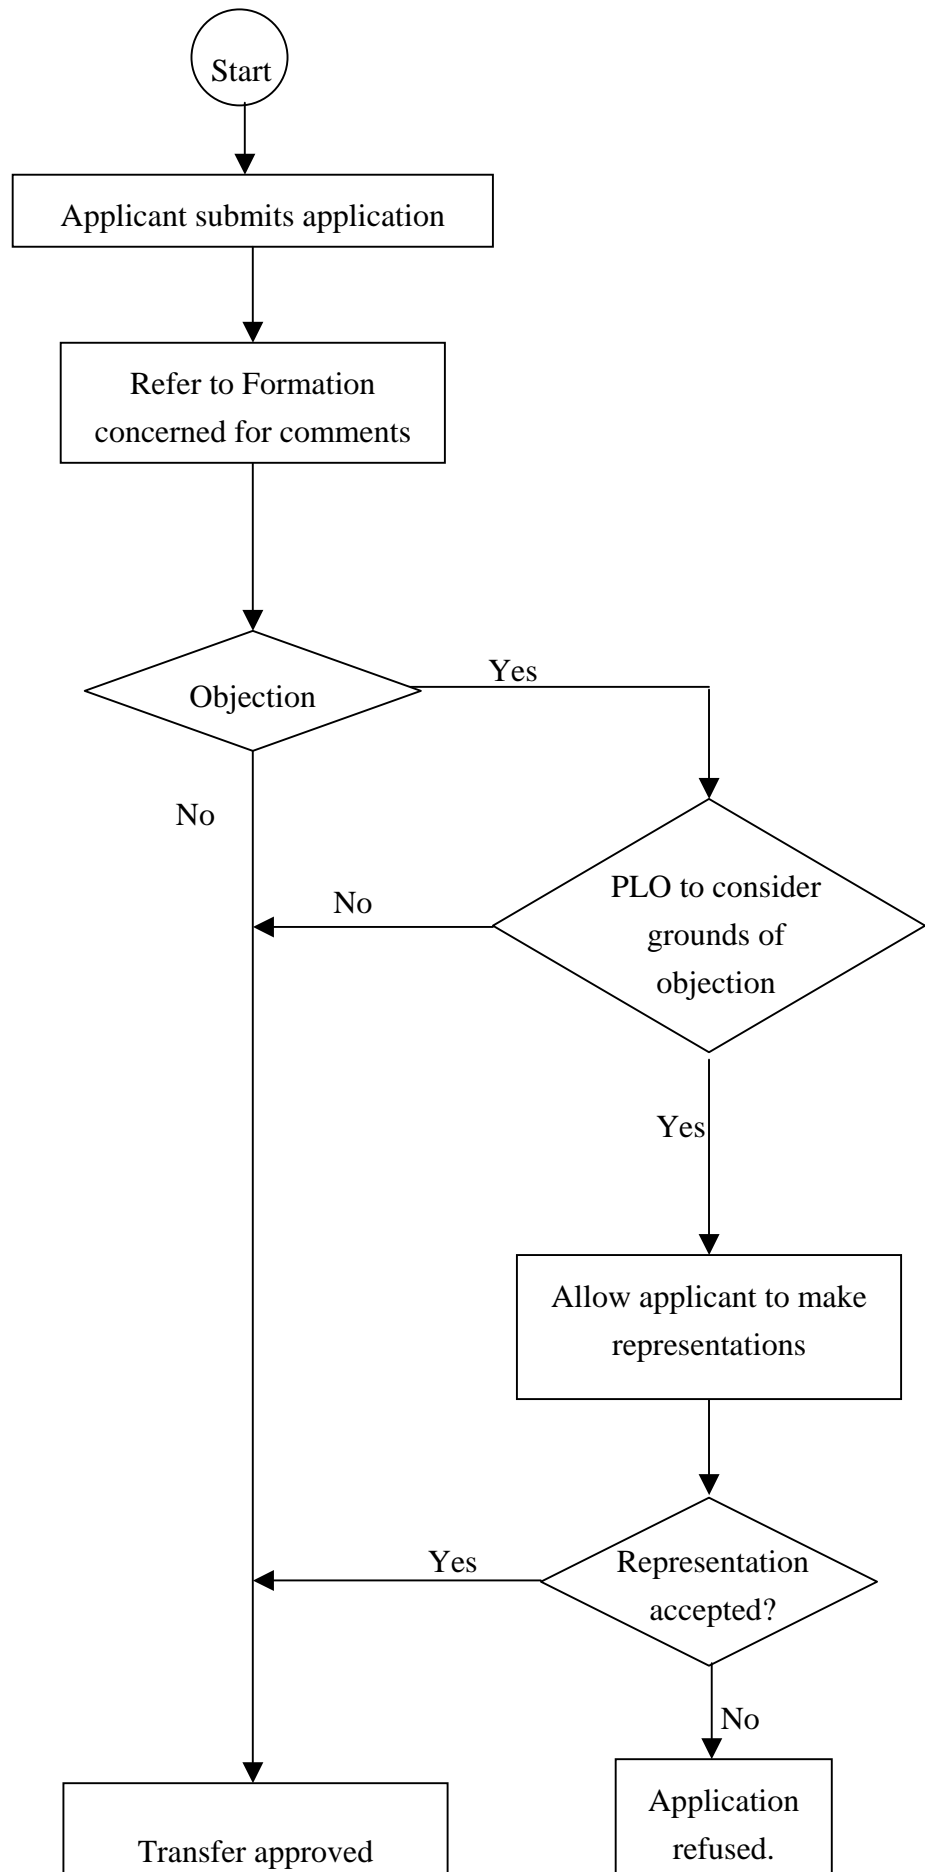 Start
Applicant submits application
Refer to Formation
concerned for comments
Objection
Yes
No
PLO to consider
grounds of
objection
No
Yes
Allow applicant to make
representations
Representation
accepted?
Yes
No
Application
refused.
Transfer approved